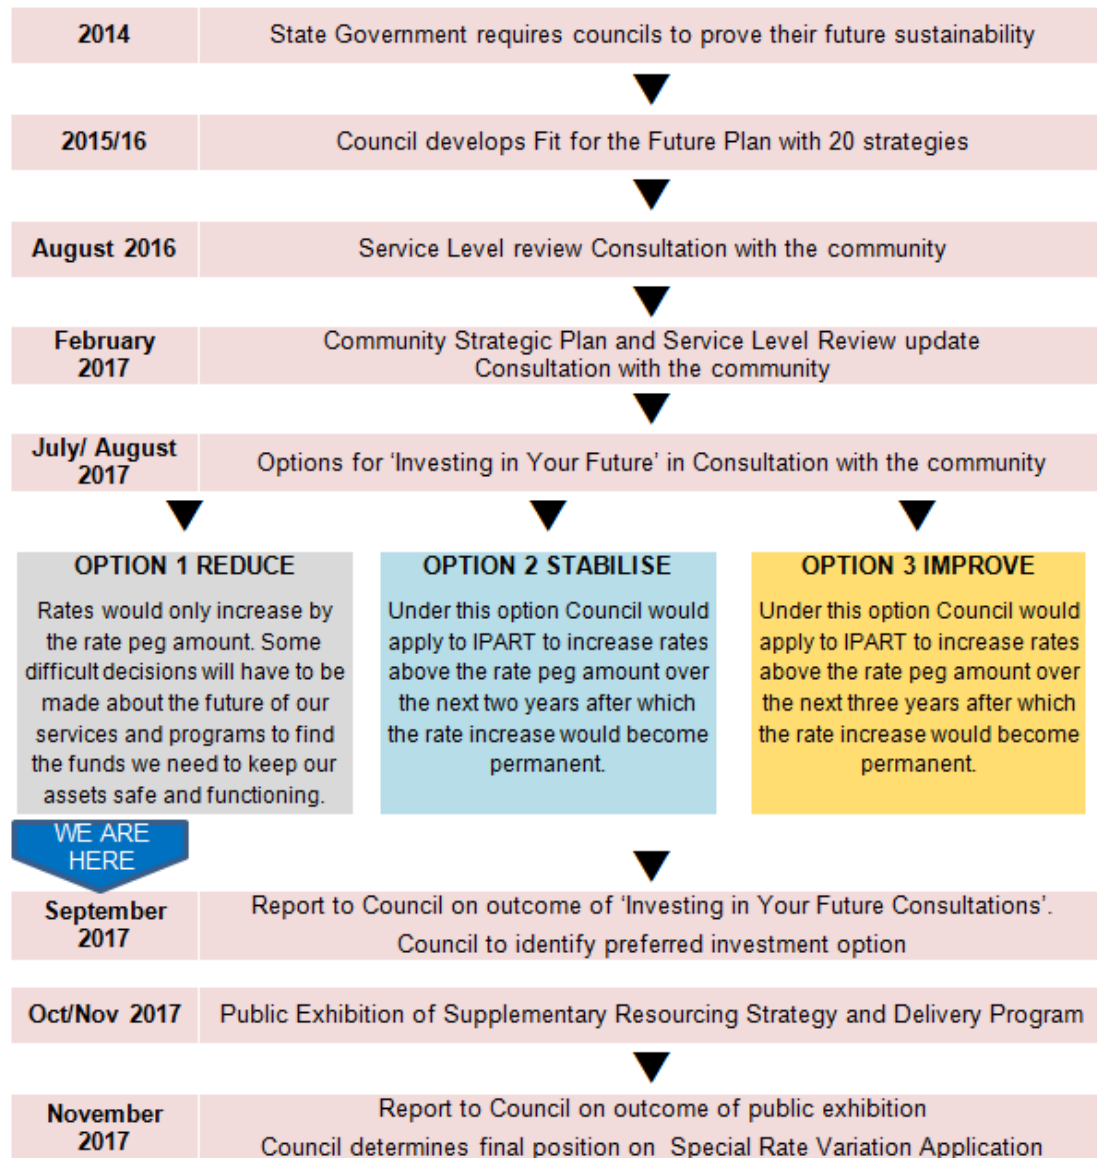 2014
State Government requires councils to prove their future sustainability
2015/16
Council develops Fit for the Future Plan with 20 strategies
August 2016
Service Level review Consultation with the community
February
2017
Community Strategic Plan and Service Level Review update
Consultation with the community
July/ August
2017
Options for ‘Investing in Your Future’ in Consultation with the community
OPTION 1 REDUCE
Rates would only increase by
the rate peg amount. Some
difficult decisions will have to be
made about the future of our
services and programs to find
the funds we need to keep our
assets safe and functioning.
OPTION 2 STABILISE
Under this option Council would
apply to IPART to increase rates
above the rate peg amount over
the next two years after which
the rate increase would become
permanent.
OPTION 3 IMPROVE
Under this option Council would
apply to IPART to increase rates
above the rate peg amount over
the next three years after which
the rate increase would become
permanent.
WE ARE
HERE
September
2017
Report to Council on outcome of ‘Investing in Your Future Consultations’.
Council to identify preferred investment option
Oct/Nov 2017
Public Exhibition of Supplementary Resourcing Strategy and Delivery Program
November
2017
Report to Council on outcome of public exhibition
Council determines final position on Special Rate Variation Application